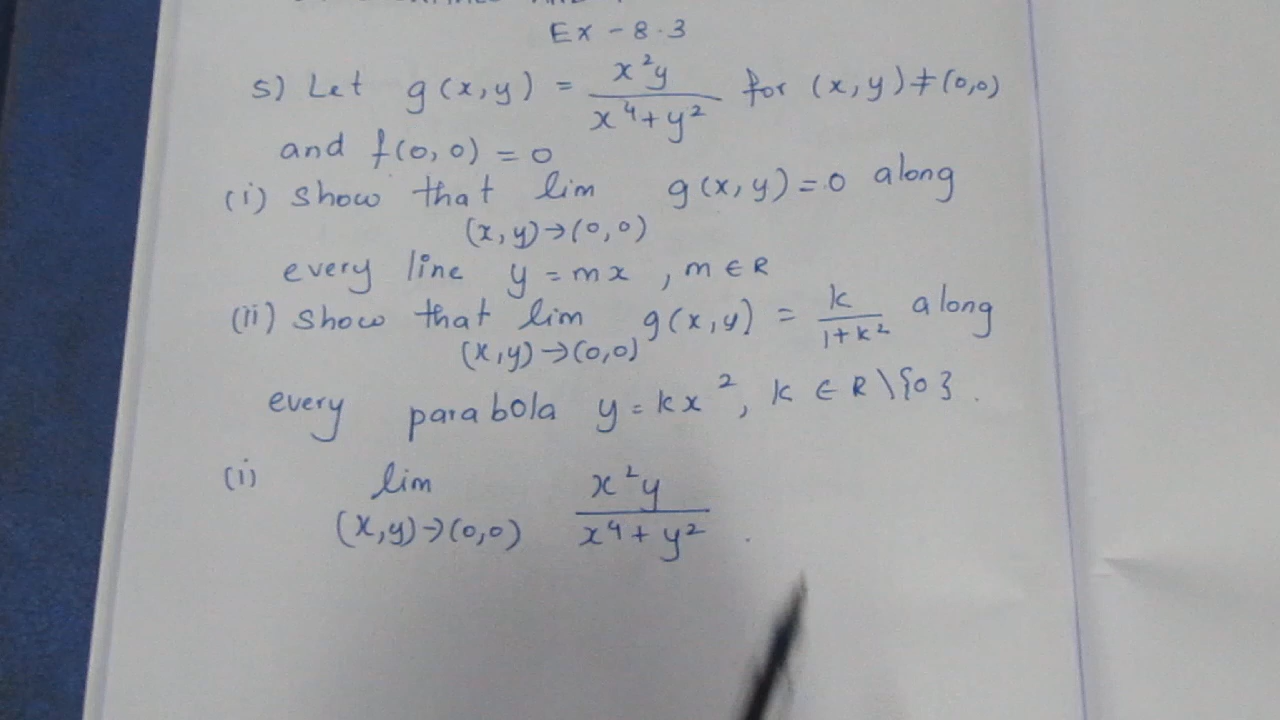 Ex - 8.3
5) Let g(x,y) = x²y / x⁴+y² for (x,y)≠(0,0)
and f(0,0) = 0
(i) show that lim g(x,y)=0 along
(x,y)→(0,0)
every line y = mx , m∈R
(ii) show that lim g(x,y) = k / 1+k² along
(x,y)→(0,0)
every parabola y = kx², k ∈ R\{0}.
(i) lim x²y / x⁴+y².
(x,y)→(0,0)